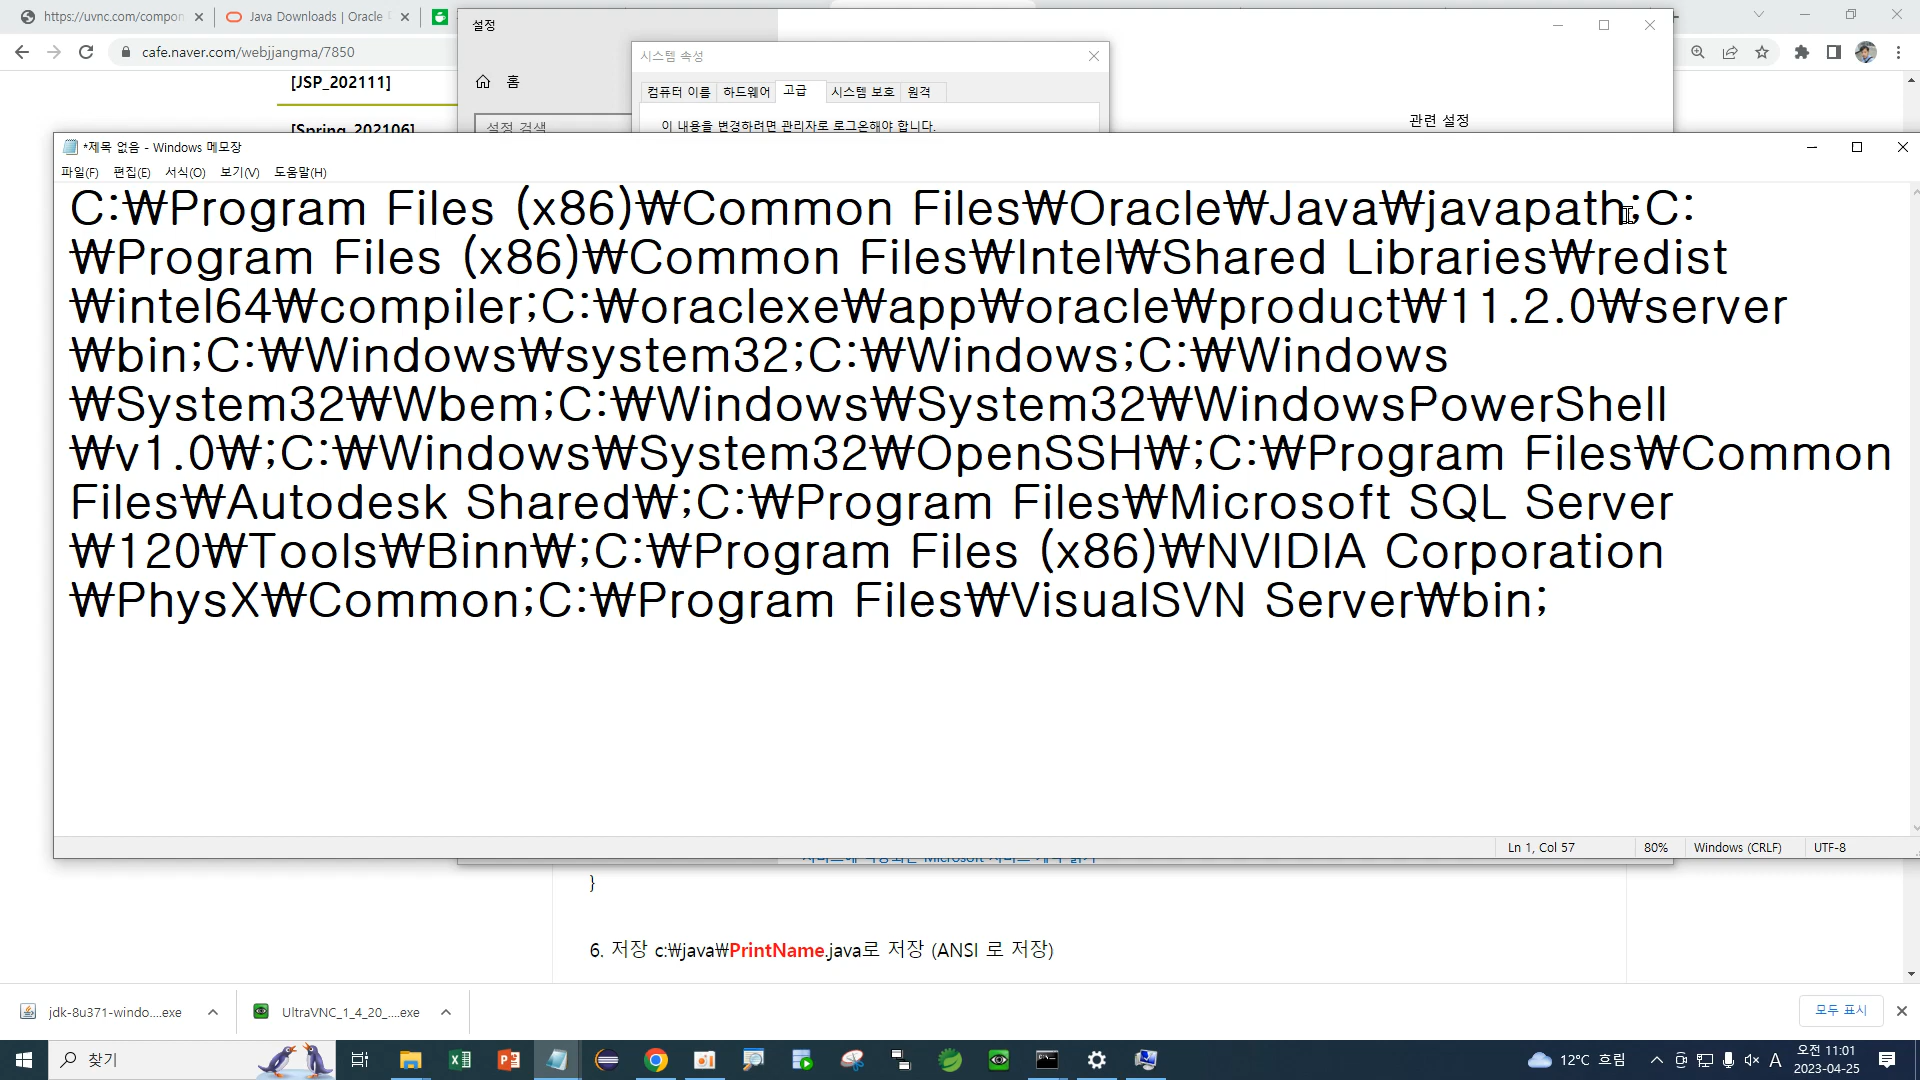 https://uvnc.com/compon
Java Downloads | Oracle
설정
cafe.naver.com/webjjangma/7850
시스템 속성
[JSP_202111]
홈
컴퓨터 이름
하드웨어
고급
시스템 보호
원격
관련 설정
[Spring_202106]
설정 검색
이 내용을 변경하려면 관리자로 로그온해야 합니다.
*제목 없음 - Windows 메모장
파일(F) 편집(E) 서식(O) 보기(V) 도움말(H)
C:₩Program Files (x86)₩Common Files₩Oracle₩Java₩javapath;C:
₩Program Files (x86)₩Common Files₩Intel₩Shared Libraries₩redist
₩intel64₩compiler;C:₩oraclexe₩app₩oracle₩product₩11.2.0₩server
₩bin;C:₩Windows₩system32;C:₩Windows;C:₩Windows
₩System32₩Wbem;C:₩Windows₩System32₩WindowsPowerShell
₩v1.0₩;C:₩Windows₩System32₩OpenSSH₩;C:₩Program Files₩Common
Files₩Autodesk Shared₩;C:₩Program Files₩Microsoft SQL Server
₩120₩Tools₩Binn₩;C:₩Program Files (x86)₩NVIDIA Corporation
₩PhysX₩Common;C:₩Program Files₩VisualSVN Server₩bin;
Ln 1, Col 57
80%
Windows (CRLF)
UTF-8
}
6. 저장 c:₩java₩PrintName.java로 저장 (ANSI 로 저장)
jdk-8u371-windo....exe
UltraVNC_1_4_20_....exe
모두 표시
찾기
12°C 흐림
A
오전 11:01
2023-04-25